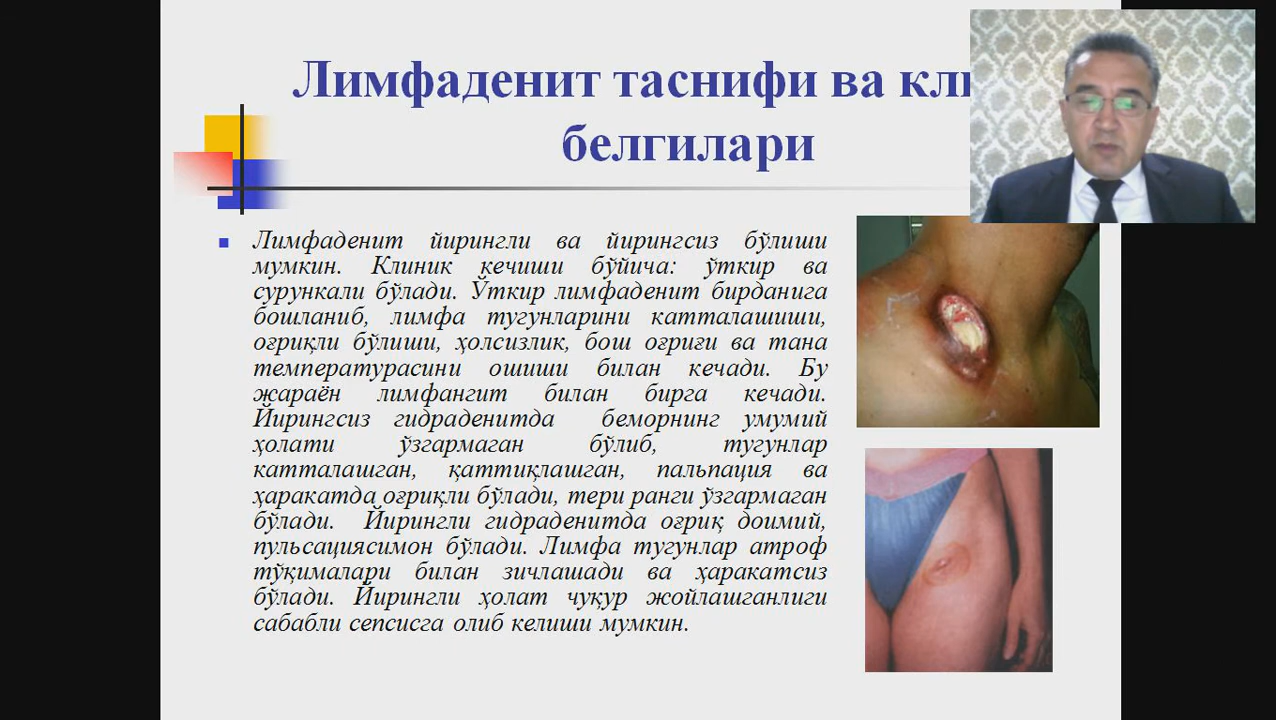 Лимфаденит таснифи ва
белгилари
Лимфаденит йирингли ва йирингсиз бўлиши
мумкин. Клиник кечиши бўйича: ўткир ва
сурункали бўлади. Ўткир лимфаденит бирданига
бошланиб, лимфа тугунларини катталашиши,
оғриқли бўлиши, ҳолсизлик, бош оғриғи ва тана
температурасини ошиши билан кечади. Бу
жараён лимфангит билан бирга кечади.
Йирингсиз гидраденитда беморнинг умумий
ҳолати ўзгармаган бўлиб, тугунлар
катталашган, қаттиқлашган, пальпация ва
ҳаракатда оғриқли бўлади, тери ранги ўзгармаган
бўлади. Йирингли гидраденитда оғриқ доимий,
пульсациясимон бўлади. Лимфа тугунлар атроф
тўқималари билан зичлашади ва ҳаракатсиз
бўлади. Йирингли ҳолат чуқур жойлашганлиги
сабабли сепсисга олиб келиши мумкин.